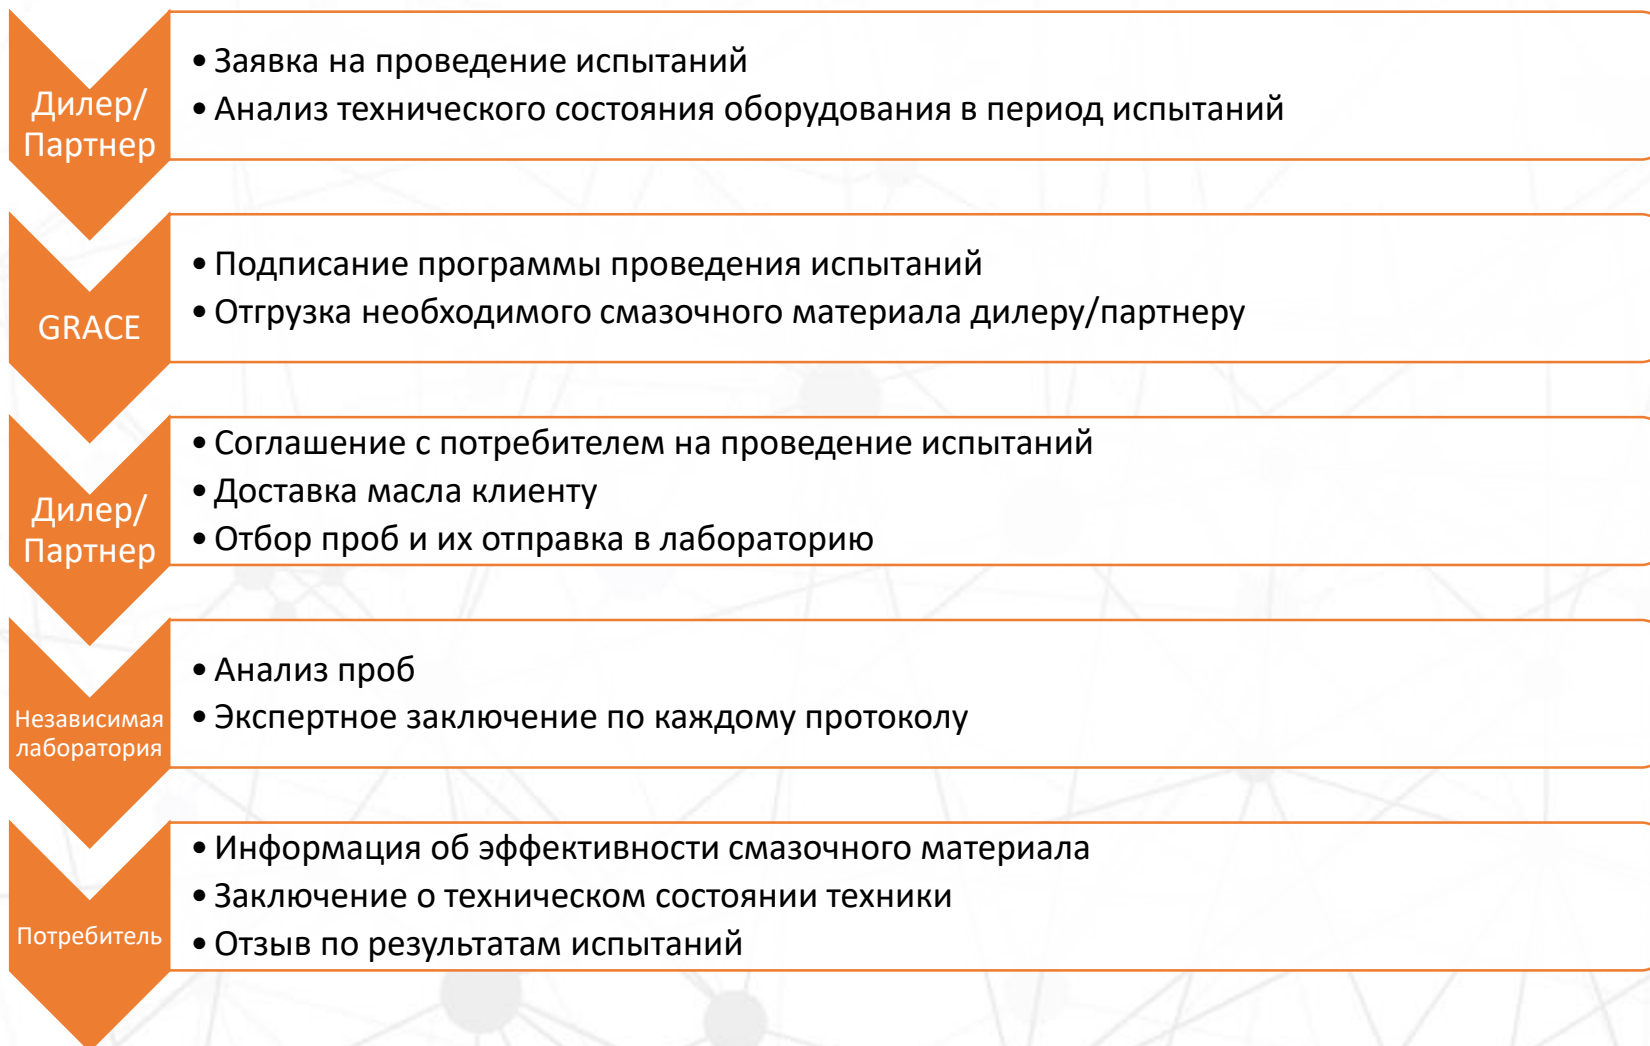 Дилер/
Партнер
• Заявка на проведение испытаний
• Анализ технического состояния оборудования в период испытаний
GRACE
• Подписание программы проведения испытаний
• Отгрузка необходимого смазочного материала дилеру/партнеру
Дилер/
Партнер
• Соглашение с потребителем на проведение испытаний
• Доставка масла клиенту
• Отбор проб и их отправка в лабораторию
Независимая
лаборатория
• Анализ проб
• Экспертное заключение по каждому протоколу
Потребитель
• Информация об эффективности смазочного материала
• Заключение о техническом состоянии техники
• Отзыв по результатам испытаний